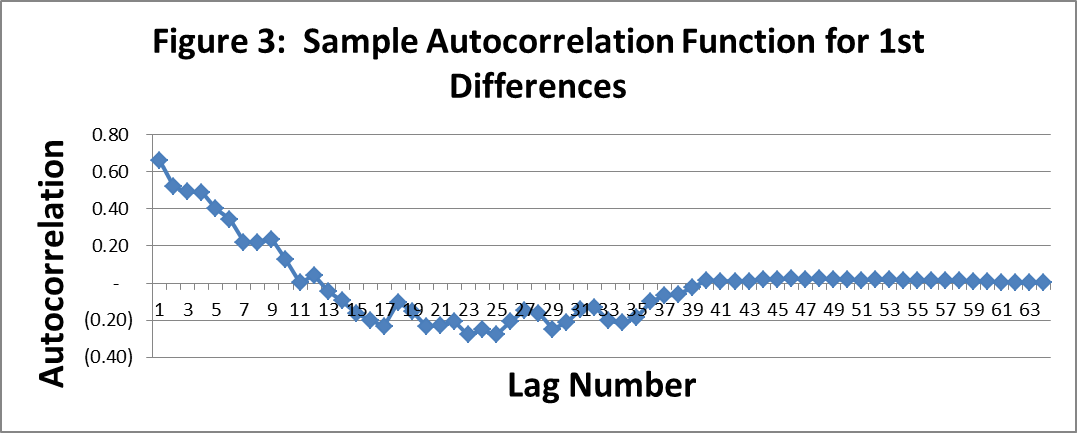 Figure 3:  Sample Autocorrelation Function for 1st
Differences
Autocorrelation
0.80
0.60
0.40
0.20
-
(0.20)
(0.40)
1 3 5 7 9 11 13 15 17 19 21 23 25 27 29 31 33 35 37 39 41 43 45 47 49 51 53 55 57 59 61 63
Lag Number